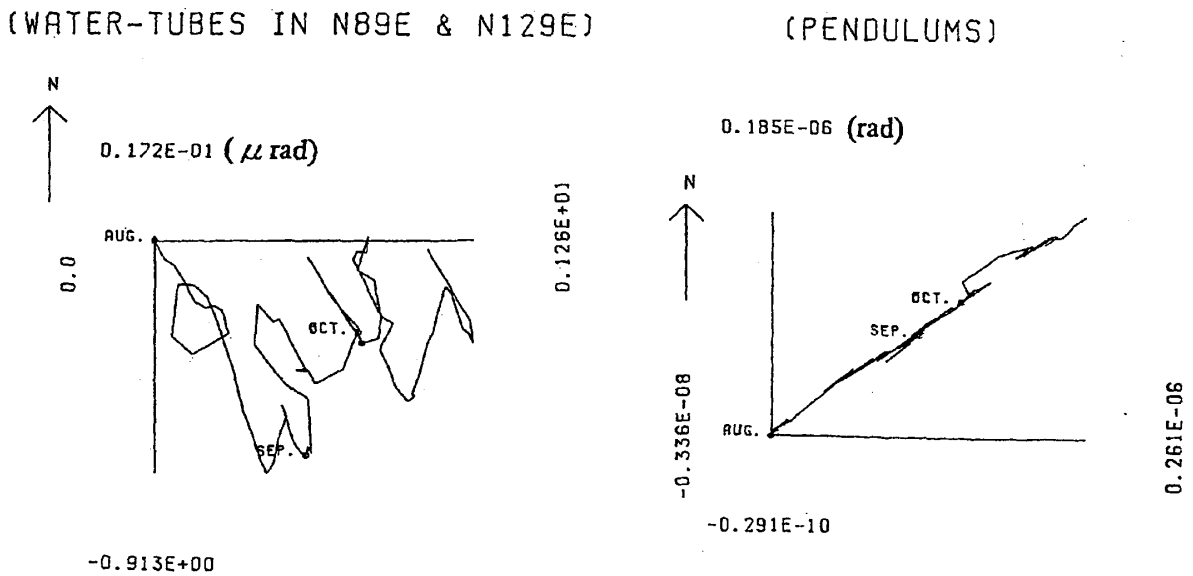 (WATER-TUBES IN N89E & N129E)
(PENDULUMS)
N
0.172E-01 (μ rad)
AUG.
0.0
0.126E+01
OCT.
SEP.
-0.913E+00
0.185E-06 (rad)
N
OCT.
SEP.
AUG.
-0.336E-08
0.261E-06
-0.291E-10